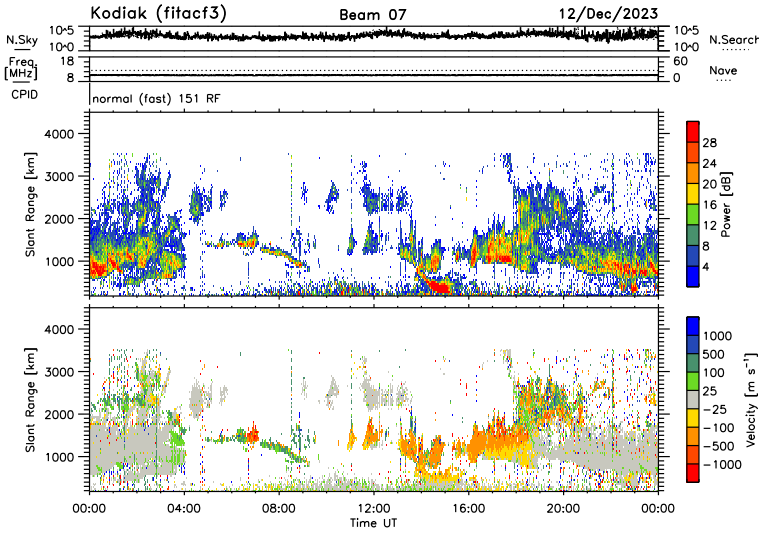 Kodiak (fitacf3) Beam 07 12/Dec/2023
N.Sky 10^5 10^0 10^5 10^0 N.Search
Freq. [MHz] 18 8 60 0 Nave
CPID normal (fast) 151 RF
Slant Range [km] 4000 3000 2000 1000
Power [dB] 28 24 20 16 12 8 4
Slant Range [km] 4000 3000 2000 1000
Velocity [m s⁻¹] 1000 500 100 25 −25 −100 −500 −1000
00:00 04:00 08:00 12:00 16:00 20:00 00:00
Time UT